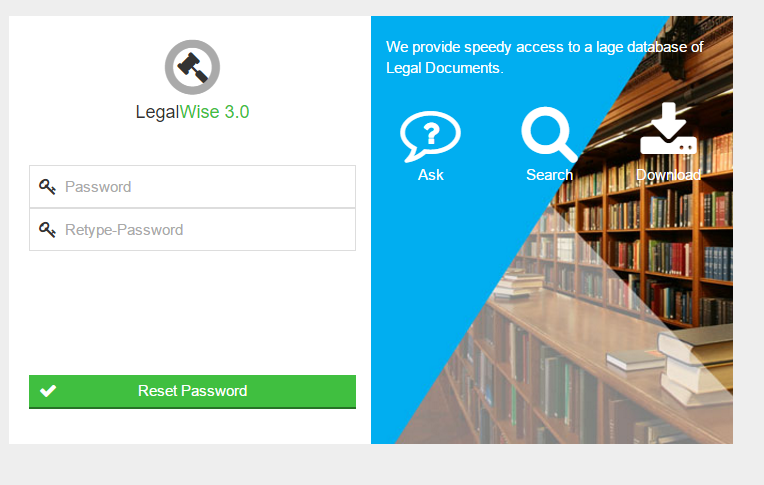 LegalWise 3.0
Password
Retype-Password
Reset Password
We provide speedy access to a lage database of
Legal Documents.
Ask
Search
Download